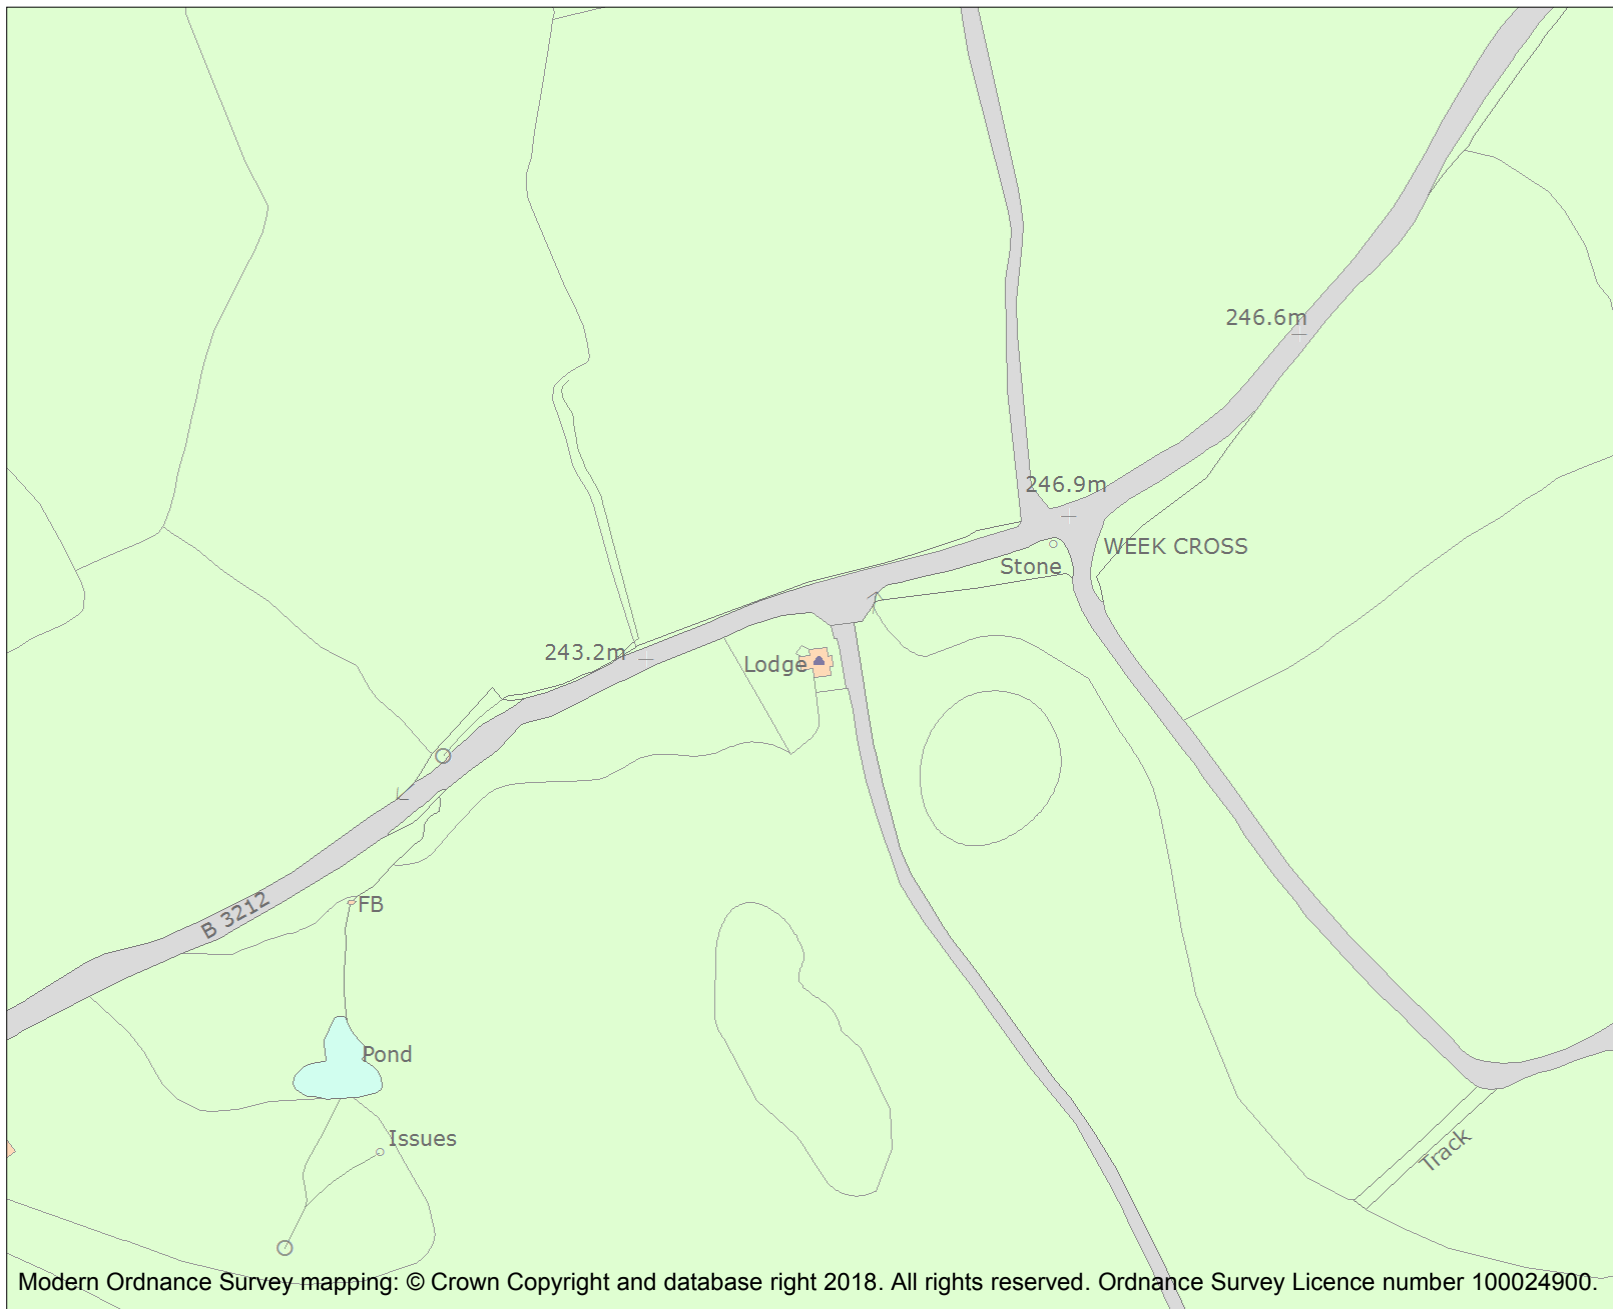 246.6m
246.9m
WEEK CROSS
Stone
243.2m
Lodge
B 3212
FB
Pond
Issues
Track
Modern Ordnance Survey mapping: © Crown Copyright and database right 2018. All rights reserved. Ordnance Survey Licence number 100024900.